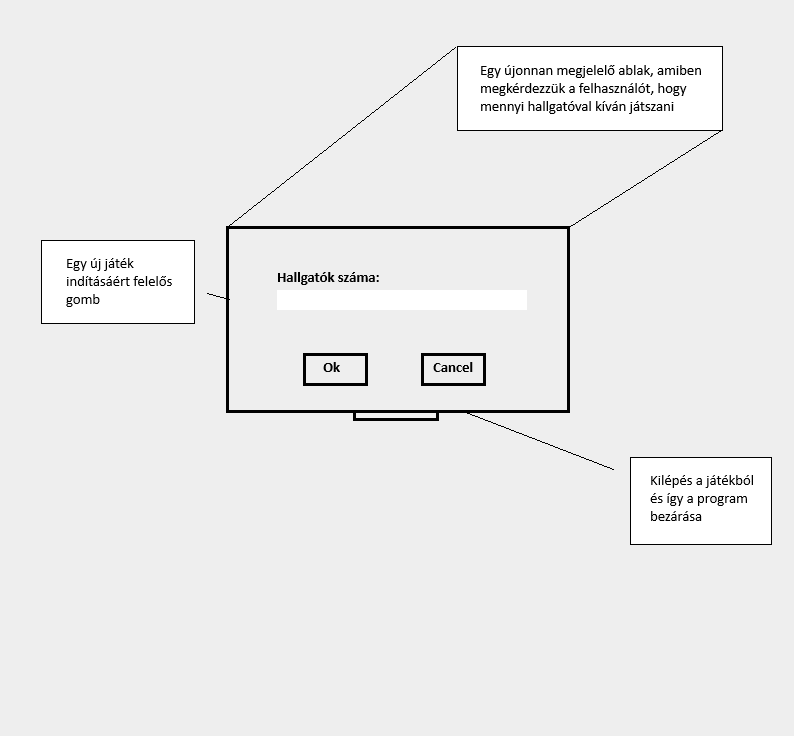 Egy újonnan megjelelő ablak, amiben
megkérdezzük a felhasználót, hogy
mennyi hallgatóval kíván játszani
Egy új játék
indításáért felelős
gomb
Hallgatók száma:
Ok
Cancel
Kilépés a játékból
és így a program
bezárása